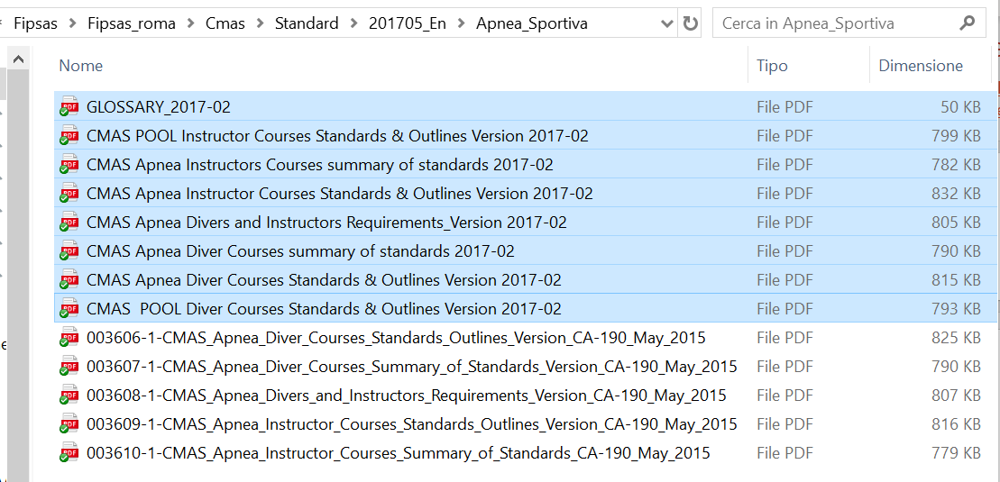 Fipsas > Fipsas_roma > Cmas > Standard > 201705_En > Apnea_Sportiva Cerca in Apnea_Sportiva
Nome Tipo Dimensione
GLOSSARY_2017-02 File PDF 50 KB
CMAS POOL Instructor Courses Standards & Outlines Version 2017-02 File PDF 799 KB
CMAS Apnea Instructors Courses summary of standards 2017-02 File PDF 782 KB
CMAS Apnea Instructor Courses Standards & Outlines Version 2017-02 File PDF 832 KB
CMAS Apnea Divers and Instructors Requirements_Version 2017-02 File PDF 805 KB
CMAS Apnea Diver Courses summary of standards 2017-02 File PDF 790 KB
CMAS Apnea Diver Courses Standards & Outlines Version 2017-02 File PDF 815 KB
CMAS  POOL Diver Courses Standards & Outlines Version 2017-02 File PDF 793 KB
003606-1-CMAS_Apnea_Diver_Courses_Standards_Outlines_Version_CA-190_May_2015 File PDF 825 KB
003607-1-CMAS_Apnea_Diver_Courses_Summary_of_Standards_Version_CA-190_May_2015 File PDF 790 KB
003608-1-CMAS_Apnea_Divers_and_Instructors_Requirements_Version_CA-190_May_2015 File PDF 807 KB
003609-1-CMAS_Apnea_Instructor_Courses_Standards_Outlines_Version_CA-190_May_2015 File PDF 816 KB
003610-1-CMAS_Apnea_Instructor_Courses_Summary_of_Standards_CA-190_May_2015 File PDF 779 KB